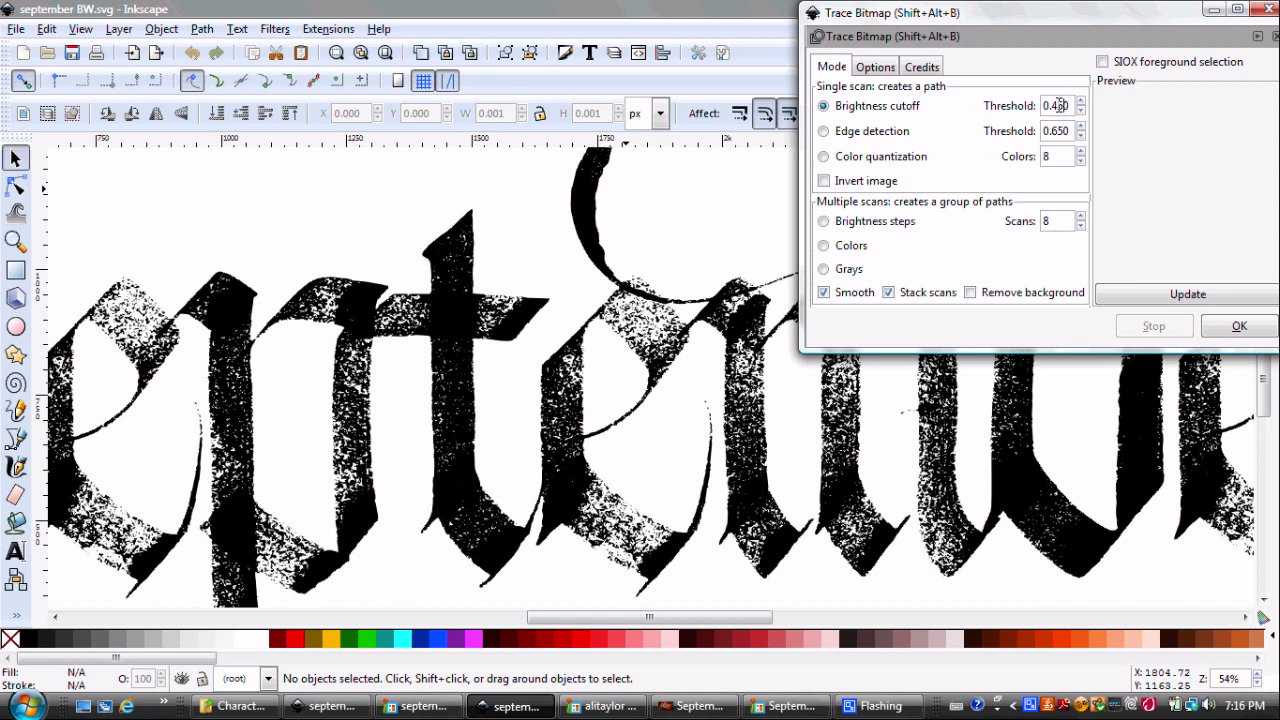 september BW.svg - Inkscape
File Edit View Layer Object Path Text Filters Extensions Help
X: 0.000 Y: 0.000 W: 0.001 H: 0.001 px Affect:
750 1000 1250 1500 1750 2k
1000
750
500
eptemb
Trace Bitmap (Shift+Alt+B)
Trace Bitmap (Shift+Alt+B)
Mode Options Credits
SIOX foreground selection
Single scan: creates a path
Preview
Brightness cutoff Threshold: 0.450
Edge detection Threshold: 0.650
Color quantization Colors: 8
Invert image
Multiple scans: creates a group of paths
Brightness steps Scans: 8
Colors
Grays
Smooth Stack scans Remove background
Update
Stop OK
Fill: N/A
Stroke: N/A
O: 100
(root)
No objects selected. Click, Shift+click, or drag around objects to select.
X: 1804.72
Y: 1163.25
Z: 54%
Charact... septem... septem... septem... alitaylor ... Septem... Septem... Flashing
7:16 PM